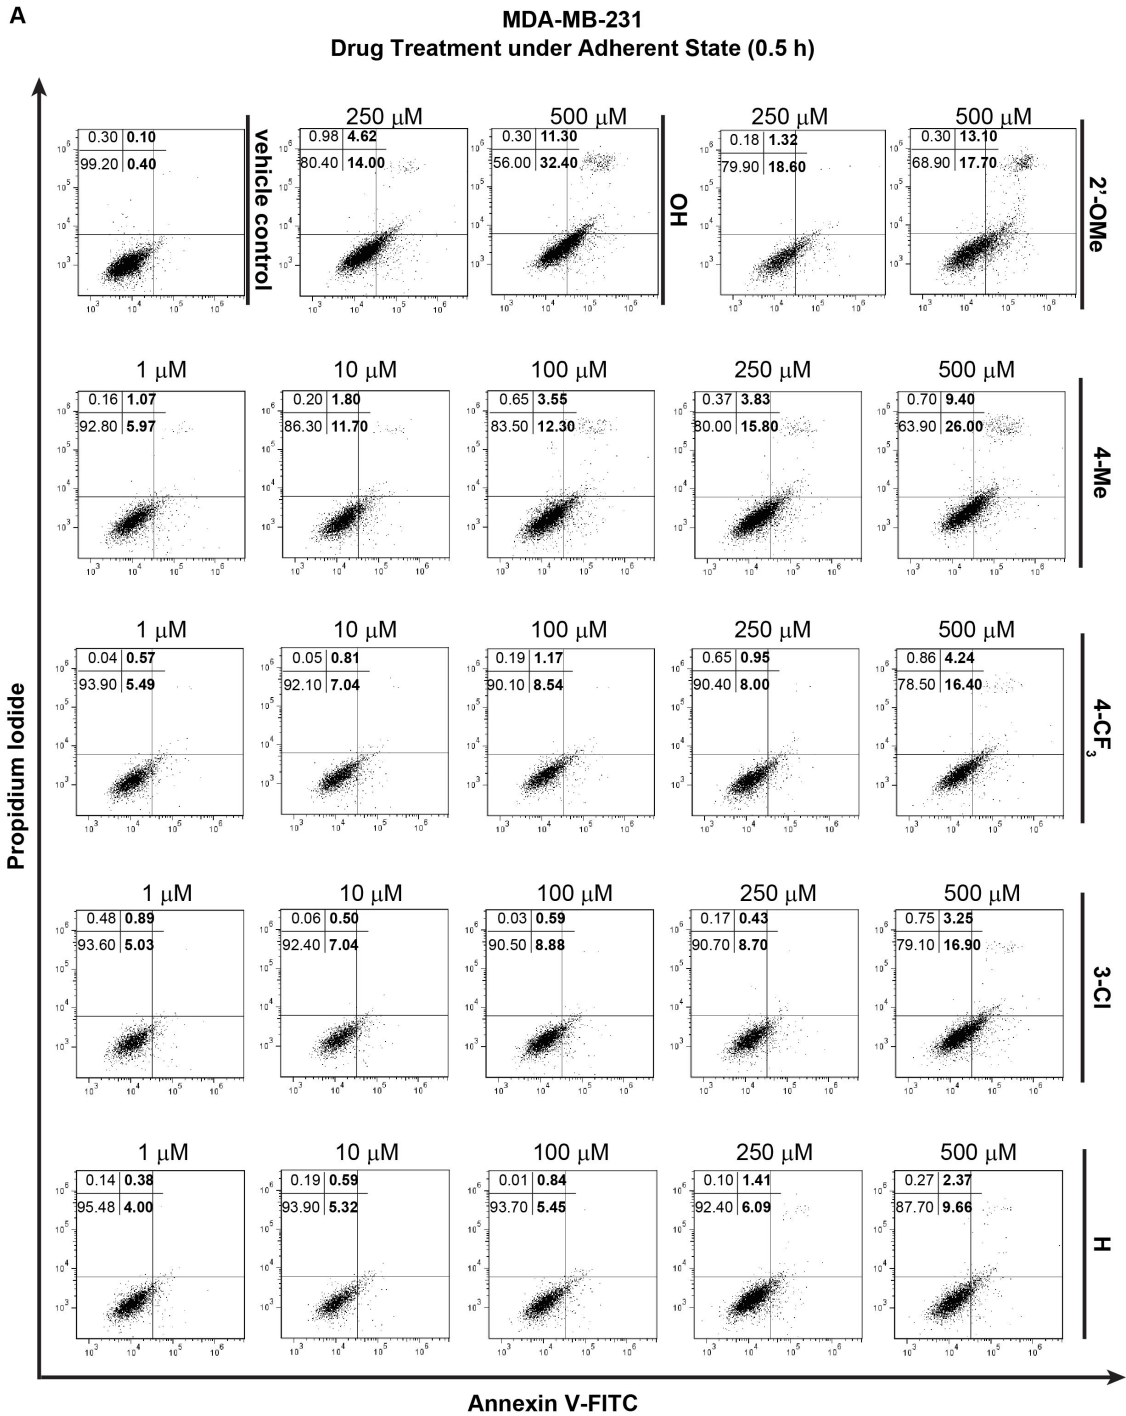 A
MDA-MB-231
Drug Treatment under Adherent State (0.5 h)
250 μM
500 μM
250 μM
500 μM
0.30 0.10
99.20 0.40
vehicle control
0.98 4.62
80.40 14.00
0.30 11.30
56.00 32.40
OH
0.18 1.32
79.90 18.60
0.30 13.10
68.90 17.70
2'-OMe
1 μM
10 μM
100 μM
250 μM
500 μM
0.16 1.07
92.80 5.97
0.20 1.80
86.30 11.70
0.65 3.55
83.50 12.30
0.37 3.83
80.00 15.80
0.70 9.40
63.90 26.00
4-Me
1 μM
10 μM
100 μM
250 μM
500 μM
0.04 0.57
93.90 5.49
0.05 0.81
92.10 7.04
0.19 1.17
90.10 8.54
0.65 0.95
90.40 8.00
0.86 4.24
78.50 16.40
4-CF3
1 μM
10 μM
100 μM
250 μM
500 μM
0.48 0.89
93.60 5.03
0.06 0.50
92.40 7.04
0.03 0.59
90.50 8.88
0.17 0.43
90.70 8.70
0.75 3.25
79.10 16.90
3-Cl
1 μM
10 μM
100 μM
250 μM
500 μM
0.14 0.38
95.48 4.00
0.19 0.59
93.90 5.32
0.01 0.84
93.70 5.45
0.10 1.41
92.40 6.09
0.27 2.37
87.70 9.66
H
Propidium Iodide
Annexin V-FITC